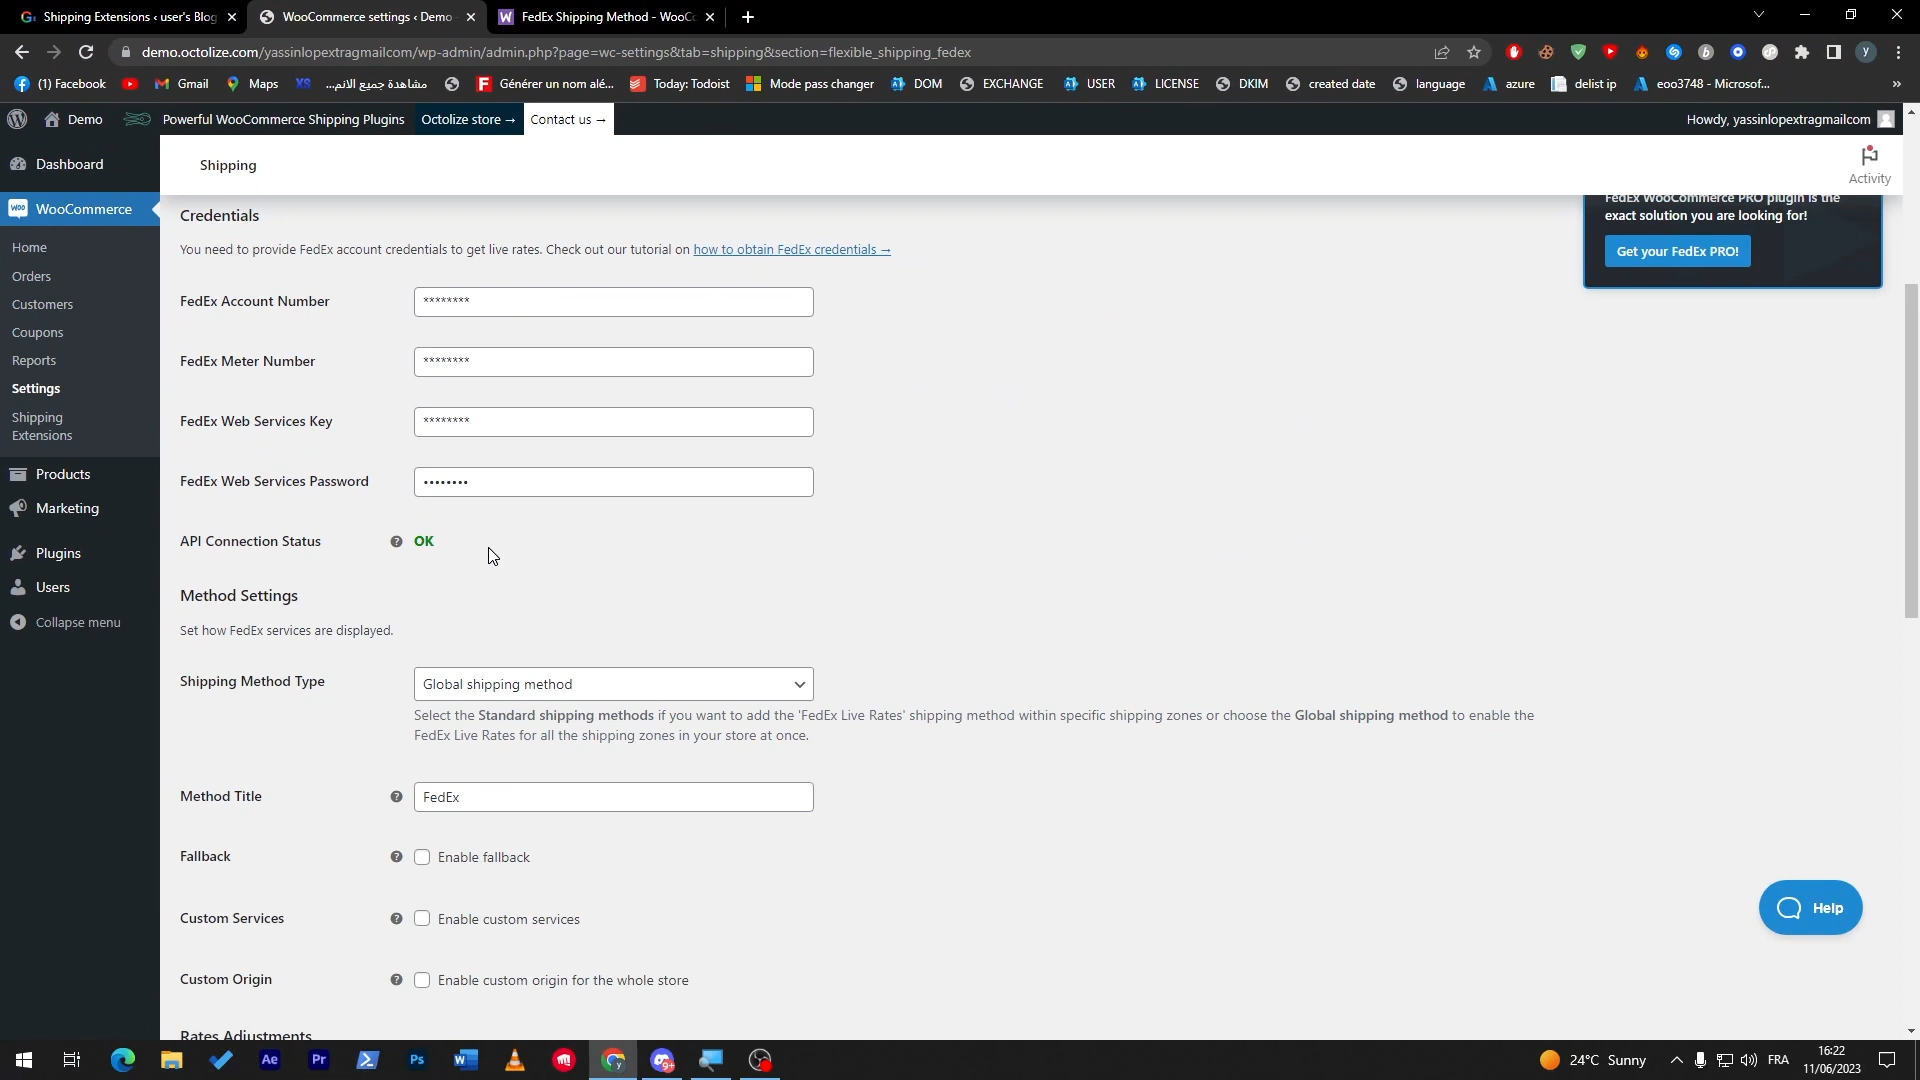 Shipping Extensions ‹ user's Blog
WooCommerce settings ‹ Demo
FedEx Shipping Method - WooC
demo.octolize.com/yassinlopextragmailcom/wp-admin/admin.php?page=wc-settings&tab=shipping&section=flexible_shipping_fedex
(1) Facebook
Gmail
Maps
مشاهدة جميع الانم...
Générer un nom alé...
Today: Todoist
Mode pass changer
DOM
EXCHANGE
USER
LICENSE
DKIM
created date
language
azure
delist ip
eoo3748 - Microsof...
»
Demo
Powerful WooCommerce Shipping Plugins
Octolize store →
Contact us →
Howdy, yassinlopextragmailcom
Dashboard
WooCommerce
Home
Orders
Customers
Coupons
Reports
Settings
Shipping
Extensions
Products
Marketing
Plugins
Users
Collapse menu
Shipping
Activity
FedEx WooCommerce PRO plugin is the
exact solution you are looking for!
Get your FedEx PRO!
Credentials
You need to provide FedEx account credentials to get live rates. Check out our tutorial on how to obtain FedEx credentials →
FedEx Account Number
********
FedEx Meter Number
********
FedEx Web Services Key
********
FedEx Web Services Password
••••••••
API Connection Status
OK
Method Settings
Set how FedEx services are displayed.
Shipping Method Type
Global shipping method
Select the Standard shipping methods if you want to add the 'FedEx Live Rates' shipping method within specific shipping zones or choose the Global shipping method to enable the
FedEx Live Rates for all the shipping zones in your store at once.
Method Title
FedEx
Fallback
Enable fallback
Custom Services
Enable custom services
Custom Origin
Enable custom origin for the whole store
Rates Adjustments
Help
24°C Sunny
FRA
16:22
11/06/2023